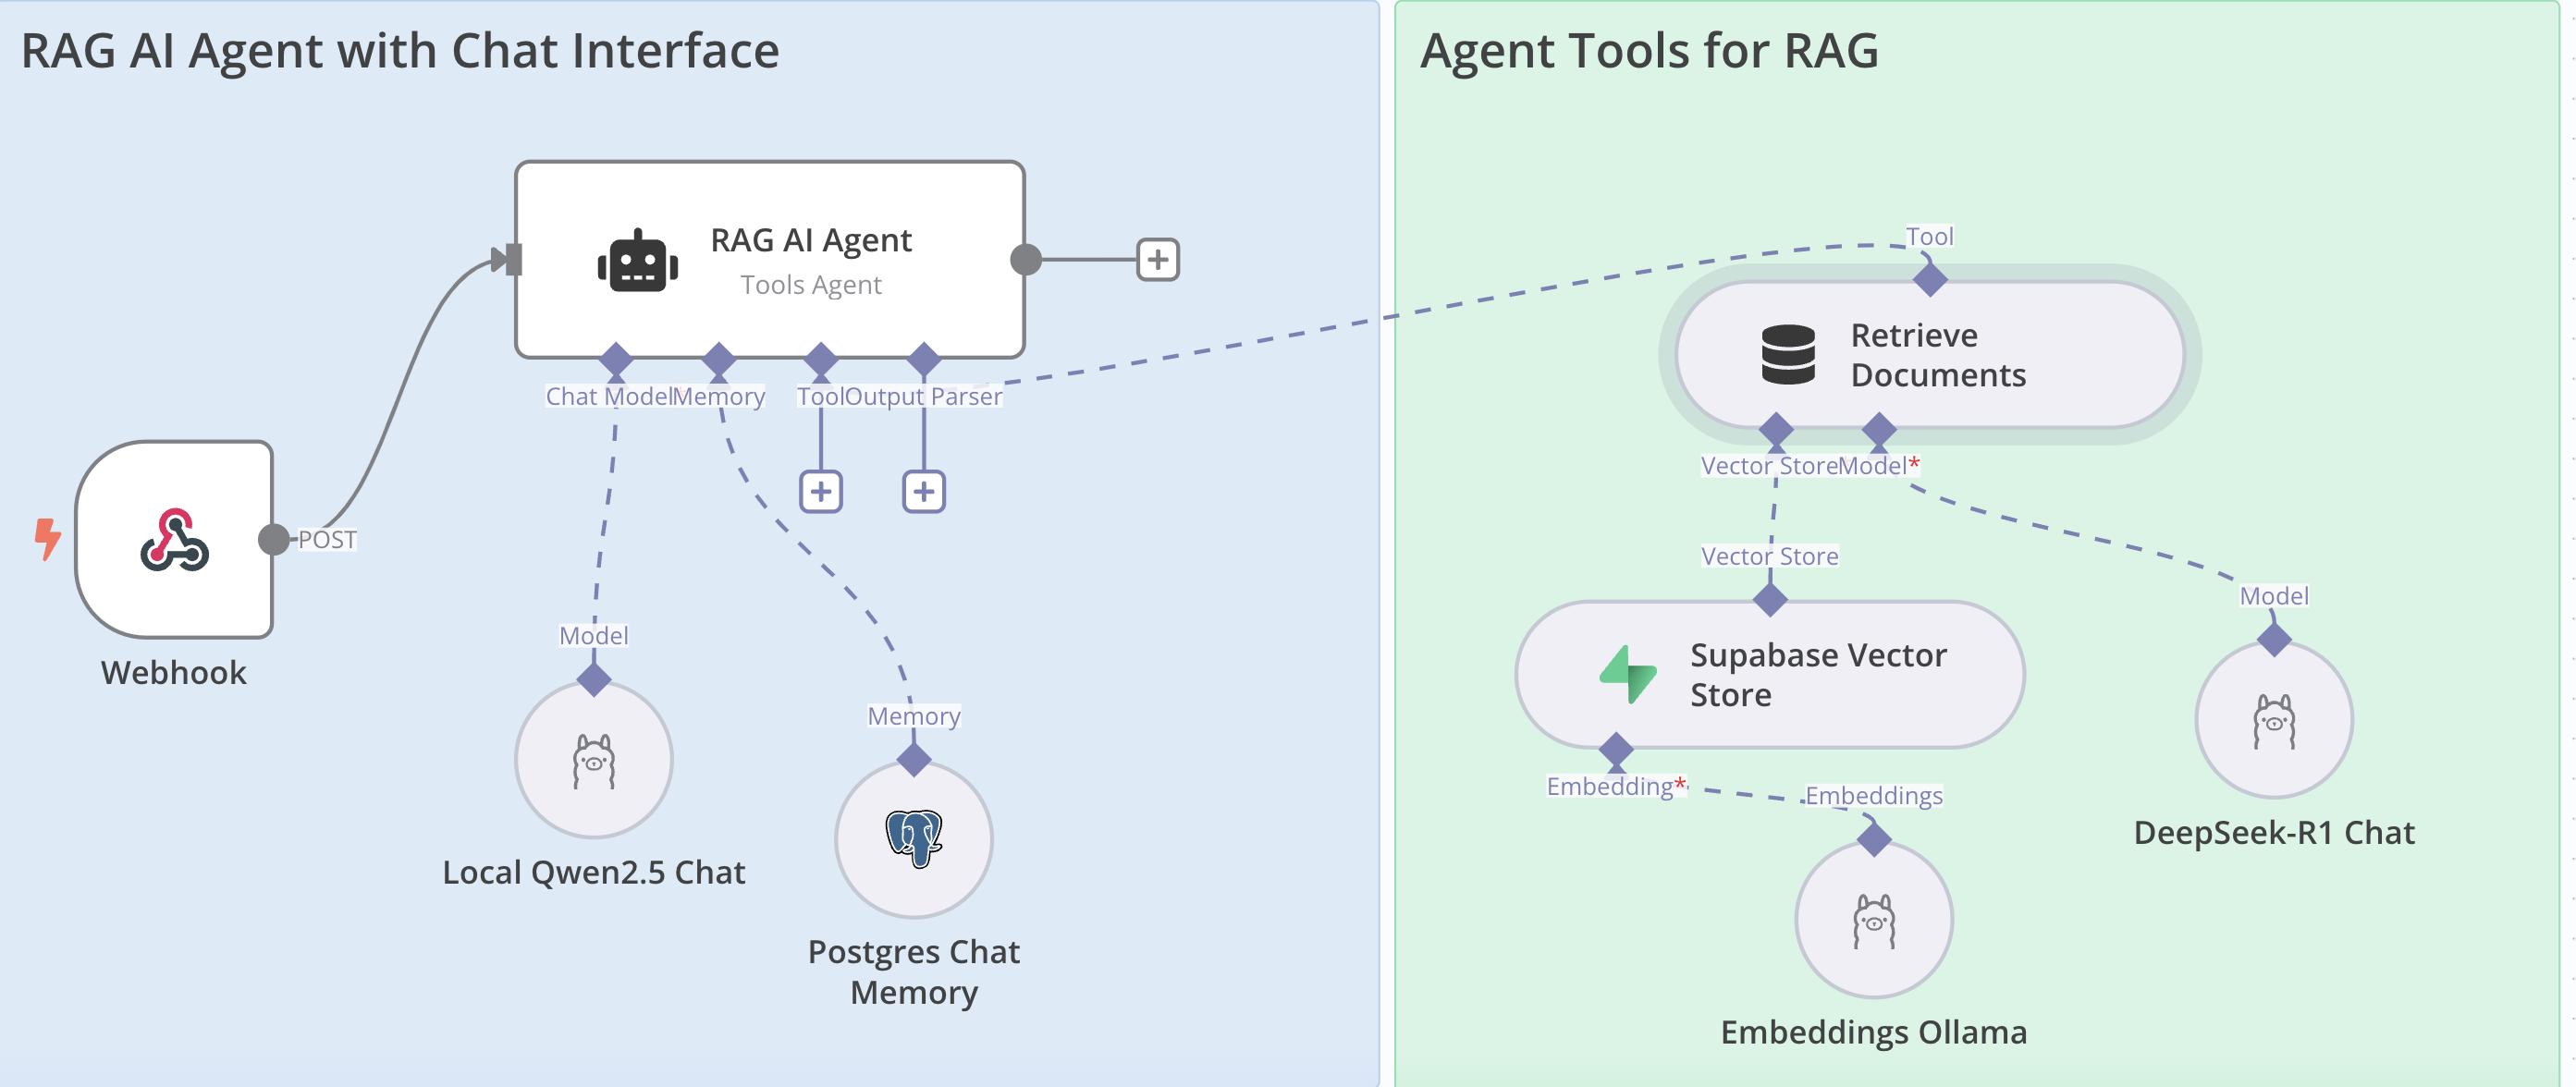 RAG AI Agent with Chat Interface
Agent Tools for RAG
RAG AI Agent
Tools Agent
Chat Model
Memory
Tool
Output Parser
POST
Webhook
Model
Local Qwen2.5 Chat
Memory
Postgres Chat
Memory
Tool
Retrieve
Documents
Vector Store
Model*
Vector Store
Supabase Vector
Store
Embedding*
Embeddings
Embeddings Ollama
Model
DeepSeek-R1 Chat